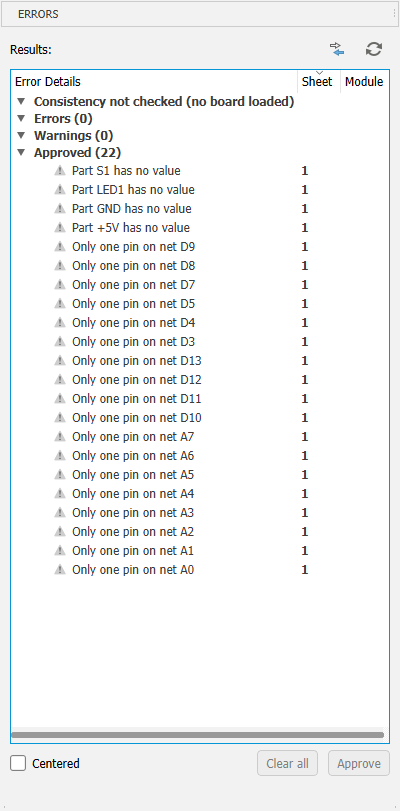 ERRORS
Results:
Error Details Sheet Module
Consistency not checked (no board loaded)
Errors (0)
Warnings (0)
Approved (22)
Part S1 has no value 1
Part LED1 has no value 1
Part GND has no value 1
Part +5V has no value 1
Only one pin on net D9 1
Only one pin on net D8 1
Only one pin on net D7 1
Only one pin on net D5 1
Only one pin on net D4 1
Only one pin on net D3 1
Only one pin on net D13 1
Only one pin on net D12 1
Only one pin on net D11 1
Only one pin on net D10 1
Only one pin on net A7 1
Only one pin on net A6 1
Only one pin on net A5 1
Only one pin on net A4 1
Only one pin on net A3 1
Only one pin on net A2 1
Only one pin on net A1 1
Only one pin on net A0 1
Centered Clear all Approve